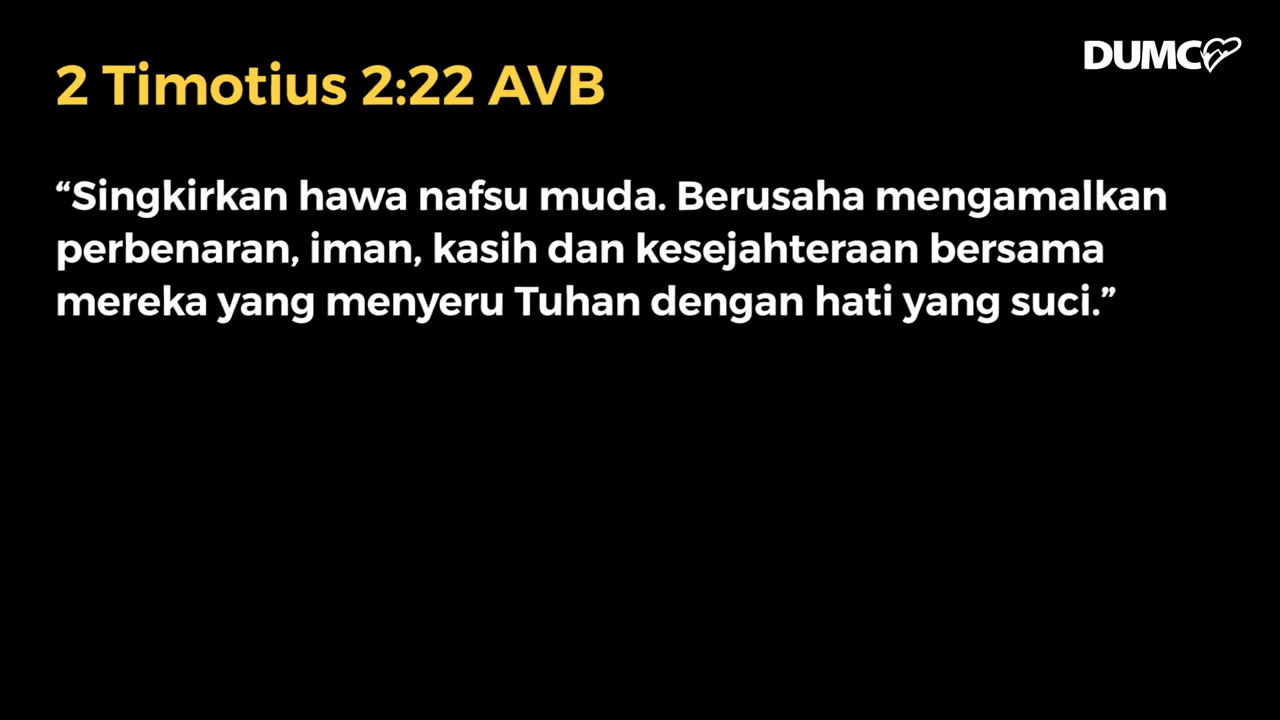 DUMC
2 Timotius 2:22 AVB
“Singkirkan hawa nafsu muda. Berusaha mengamalkan
perbenaran, iman, kasih dan kesejahteraan bersama
mereka yang menyeru Tuhan dengan hati yang suci.”